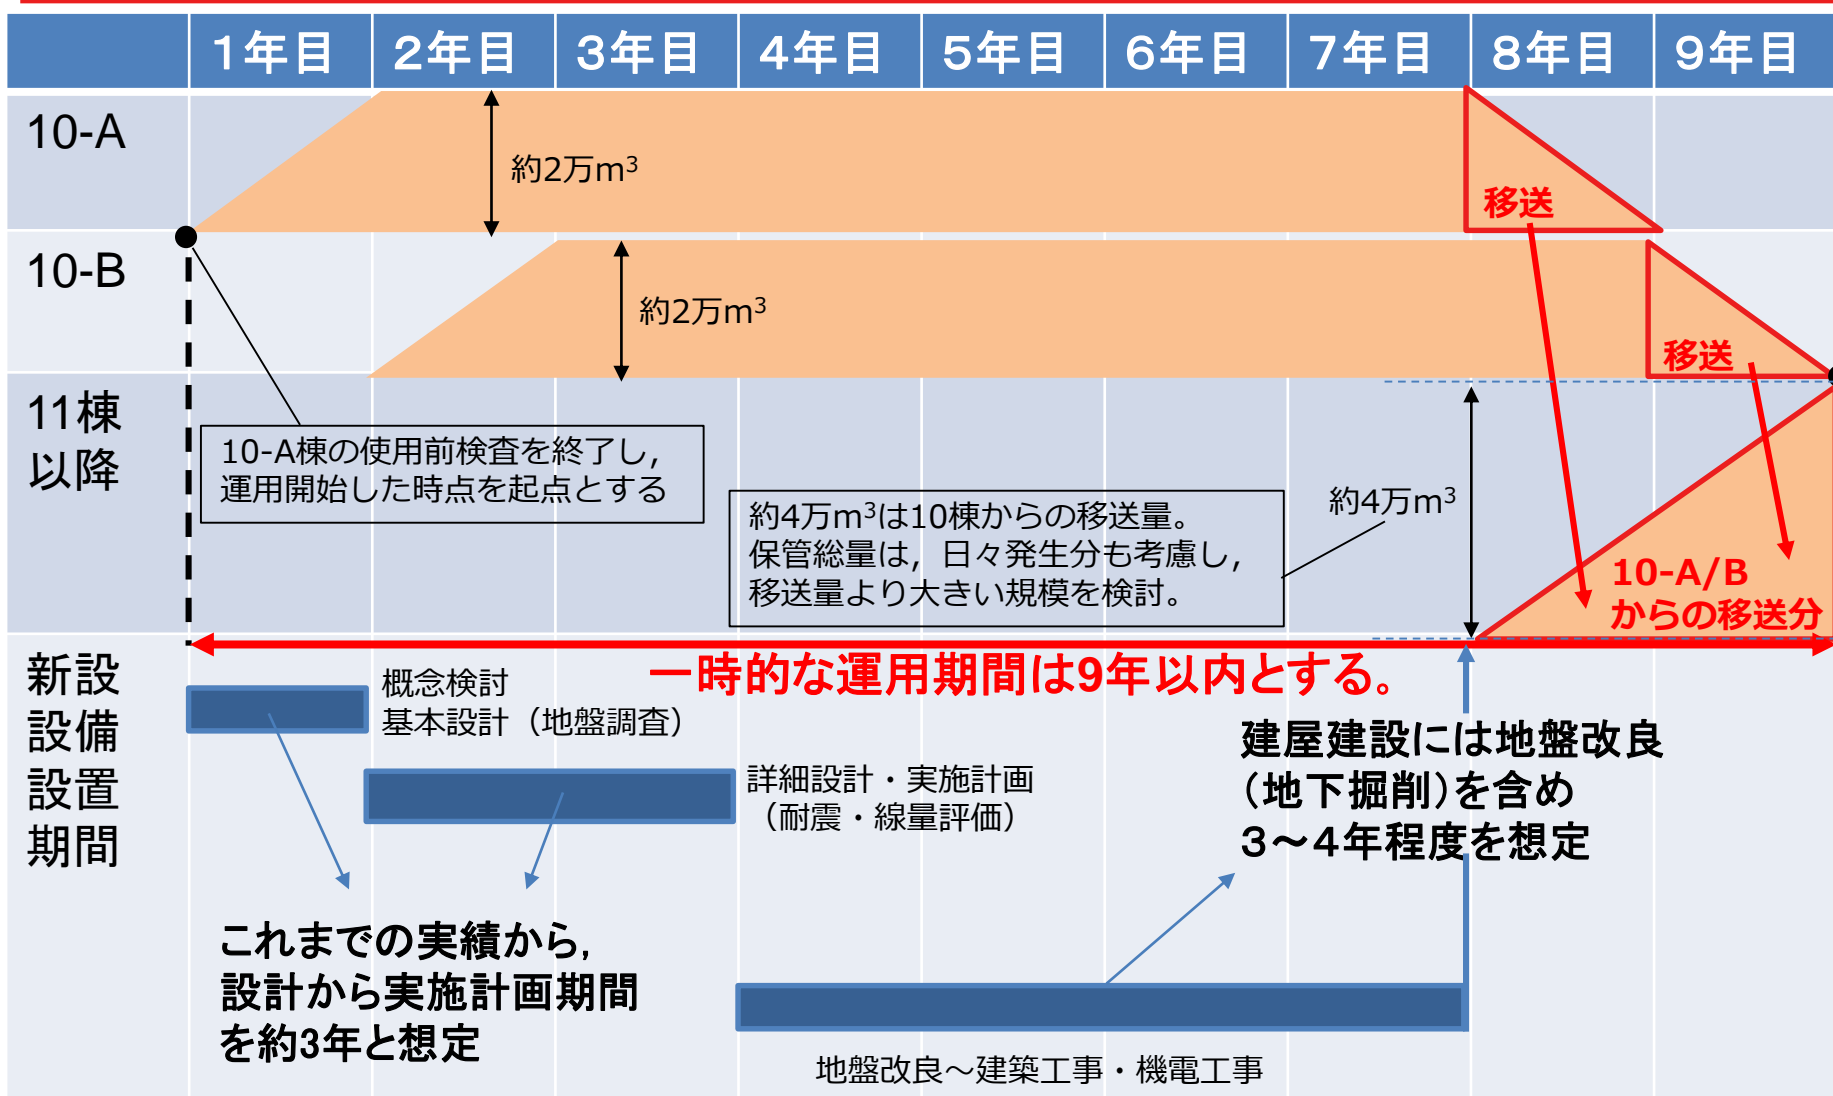 1年目 2年目 3年目 4年目 5年目 6年目 7年目 8年目 9年目
10-A
約2万m³
移送
10-B
約2万m³
移送
11棟
以降
10-A棟の使用前検査を終了し，
運用開始した時点を起点とする
約4万m³は10棟からの移送量。
保管総量は，日々発生分も考慮し，
移送量より大きい規模を検討。
約4万m³
10-A/B
からの移送分
一時的な運用期間は9年以内とする。
新設
設備
設置
期間
概念検討
基本設計（地盤調査）
詳細設計・実施計画
（耐震・線量評価）
建屋建設には地盤改良
（地下掘削）を含め
３～４年程度を想定
これまでの実績から，
設計から実施計画期間
を約3年と想定
地盤改良～建築工事・機電工事